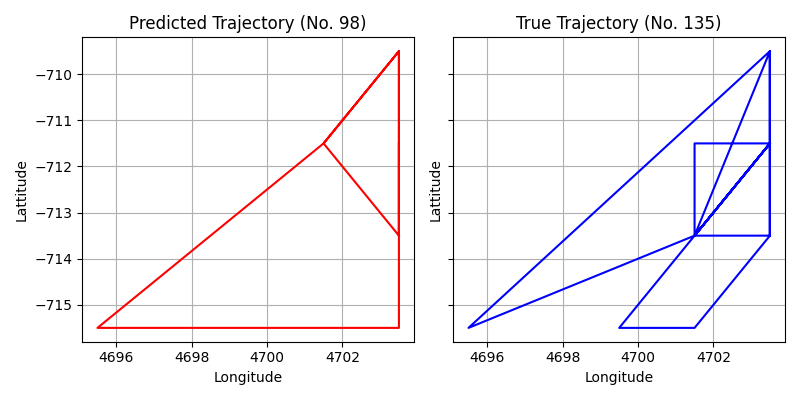 Predicted Trajectory (No. 98)
True Trajectory (No. 135)
−710
−711
−712
−713
−714
−715
Lattitude
Lattitude
4696 4698 4700 4702
4696 4698 4700 4702
Longitude
Longitude